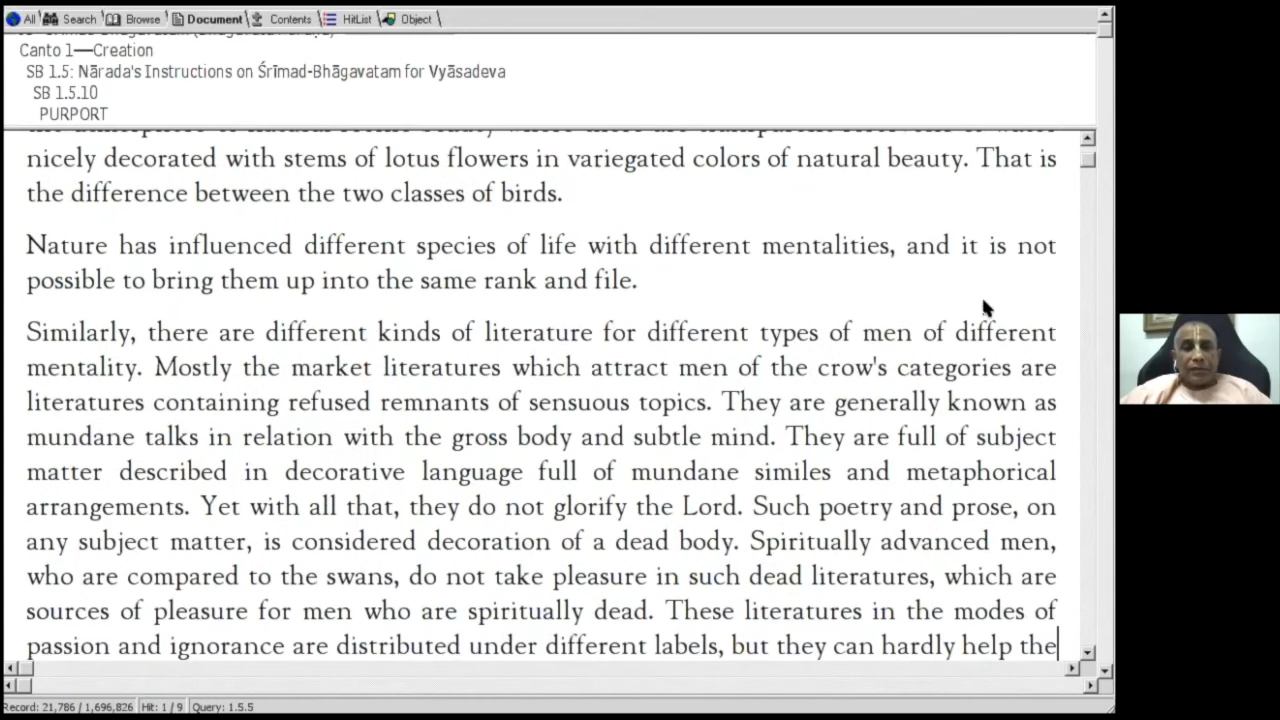 All Search Browse Document Contents HitList Object
Canto 1—Creation
SB 1.5: Nārada's Instructions on Śrīmad-Bhāgavatam for Vyāsadeva
SB 1.5.10
PURPORT
nicely decorated with stems of lotus flowers in variegated colors of natural beauty. That is
the difference between the two classes of birds.
Nature has influenced different species of life with different mentalities, and it is not
possible to bring them up into the same rank and file.
Similarly, there are different kinds of literature for different types of men of different
mentality. Mostly the market literatures which attract men of the crow's categories are
literatures containing refused remnants of sensuous topics. They are generally known as
mundane talks in relation with the gross body and subtle mind. They are full of subject
matter described in decorative language full of mundane similes and metaphorical
arrangements. Yet with all that, they do not glorify the Lord. Such poetry and prose, on
any subject matter, is considered decoration of a dead body. Spiritually advanced men,
who are compared to the swans, do not take pleasure in such dead literatures, which are
sources of pleasure for men who are spiritually dead. These literatures in the modes of
passion and ignorance are distributed under different labels, but they can hardly help the
Record: 21,786 / 1,696,826 Hit: 1 / 9 Query: 1.5.5